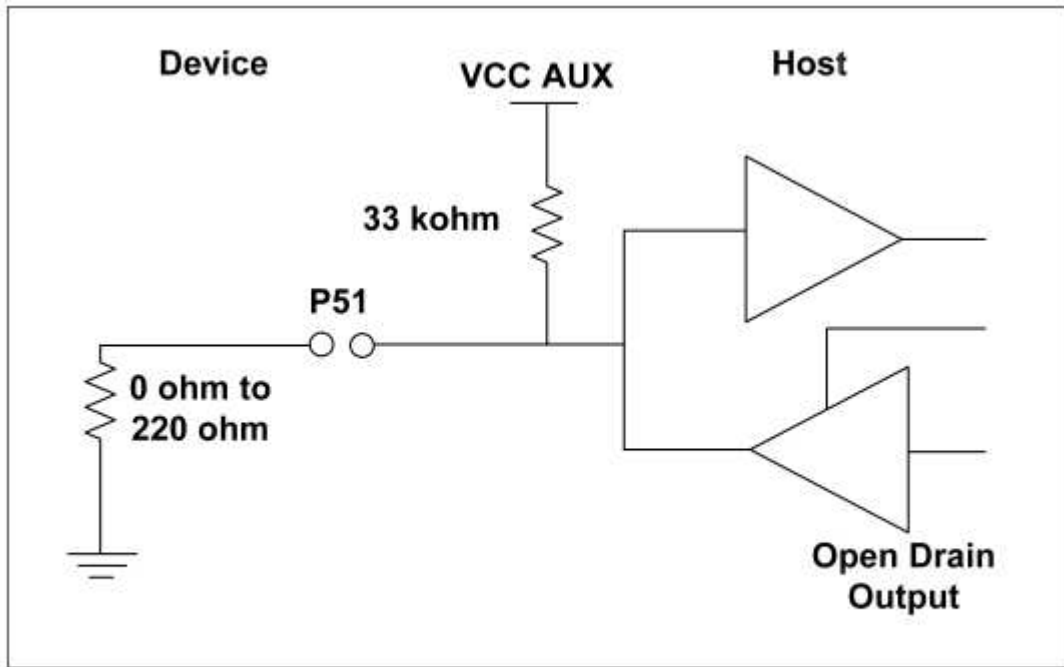 Device
VCC AUX
Host
33 kohm
P51
0 ohm to
220 ohm
Open Drain
Output